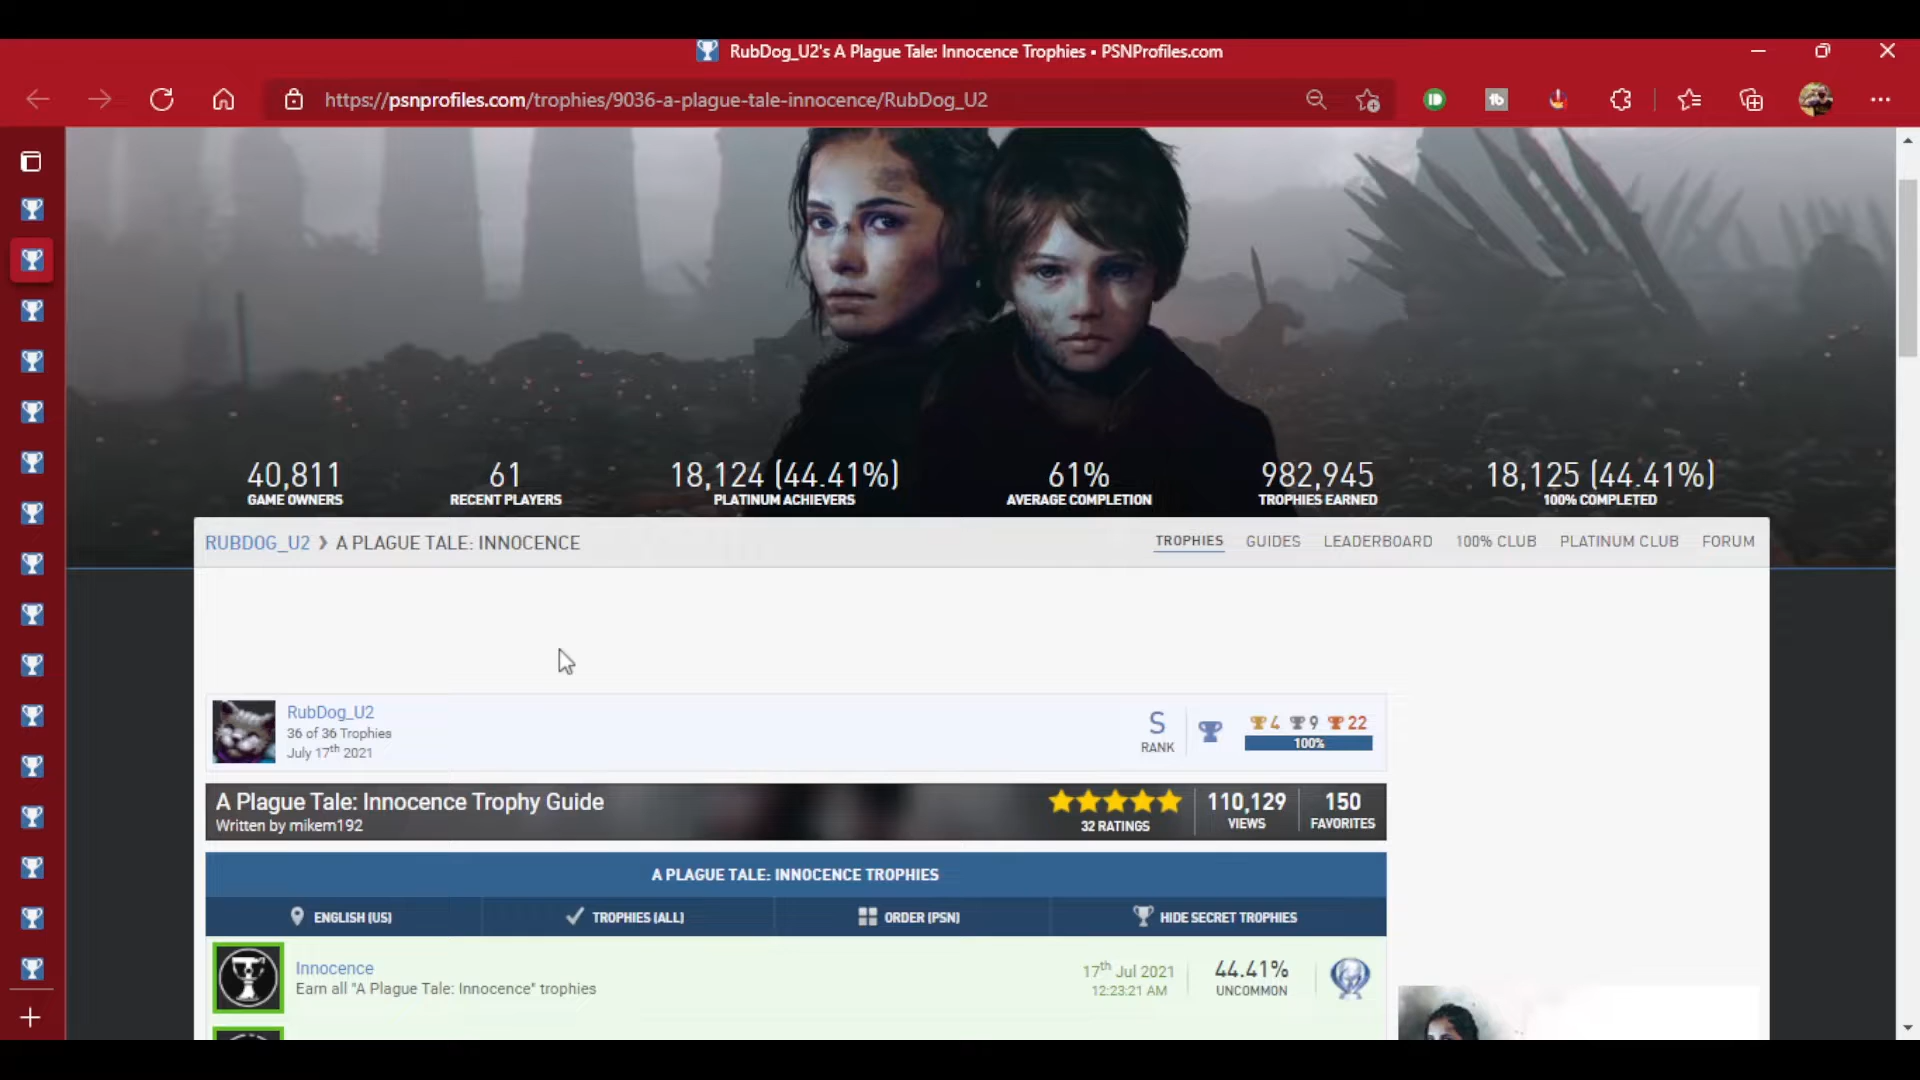 RubDog_U2's A Plague Tale: Innocence Trophies • PSNProfiles.com
https://psnprofiles.com/trophies/9036-a-plague-tale-innocence/RubDog_U2
40,811 61 18,124 (44.41%) 61% 982,945 18,125 (44.41%)
GAME OWNERS RECENT PLAYERS PLATINUM ACHIEVERS AVERAGE COMPLETION TROPHIES EARNED 100% COMPLETED
RUBDOG_U2 › A PLAGUE TALE: INNOCENCE TROPHIES GUIDES LEADERBOARD 100% CLUB PLATINUM CLUB FORUM
RubDog_U2
36 of 36 Trophies
July 17th 2021
S
RANK
4 9 22
100%
A Plague Tale: Innocence Trophy Guide
Written by mikem192
32 RATINGS
110,129
VIEWS
150
FAVORITES
A PLAGUE TALE: INNOCENCE TROPHIES
ENGLISH (US) TROPHIES (ALL) ORDER (PSN) HIDE SECRET TROPHIES
Innocence
Earn all "A Plague Tale: Innocence" trophies
17th Jul 2021
12:23:21 AM
44.41%
UNCOMMON